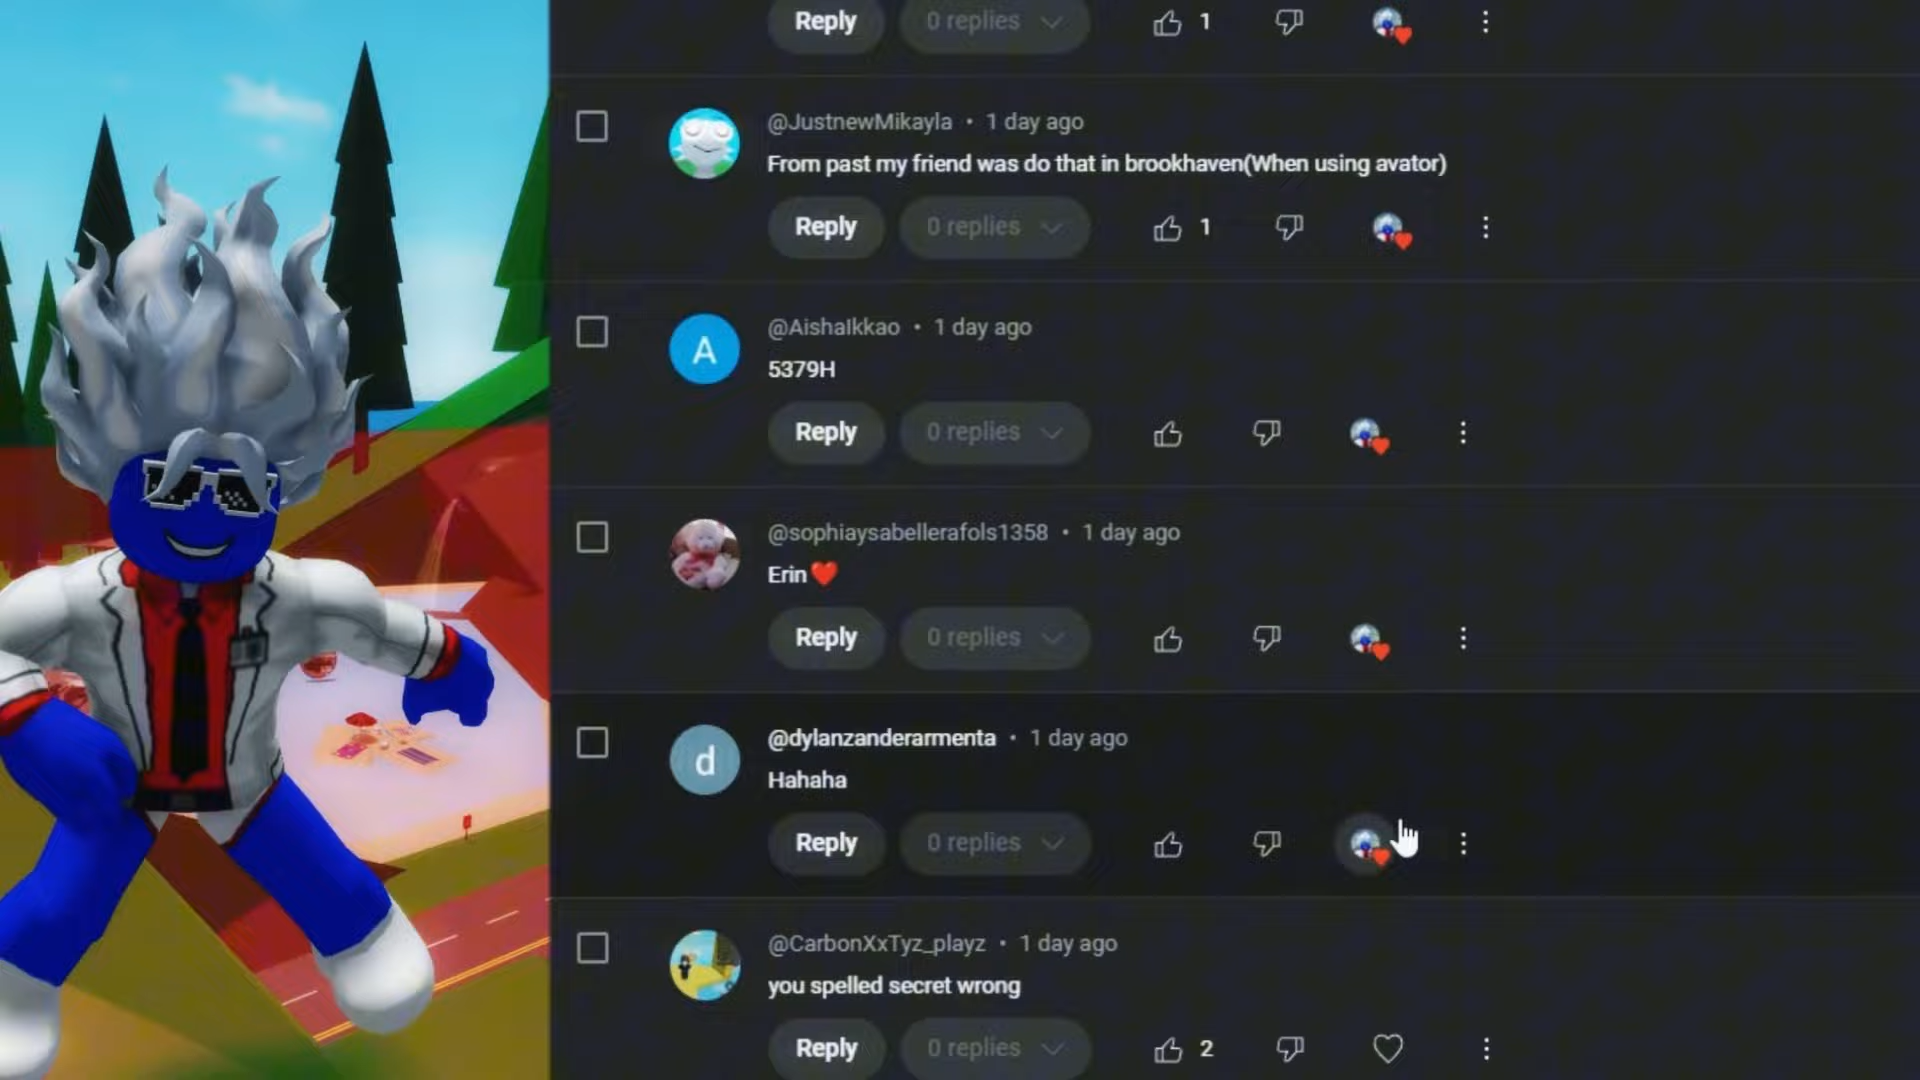 Reply 0 replies 1
@JustnewMikayla • 1 day ago
From past my friend was do that in brookhaven(When using avator)
Reply 0 replies 1
A
@AishaIkkao • 1 day ago
5379H
Reply 0 replies
@sophiaysabellerafols1358 • 1 day ago
Erin❤️
Reply 0 replies
d
@dylanzanderarmenta • 1 day ago
Hahaha
Reply 0 replies
@CarbonXxTyz_playz • 1 day ago
you spelled secret wrong
Reply 0 replies 2